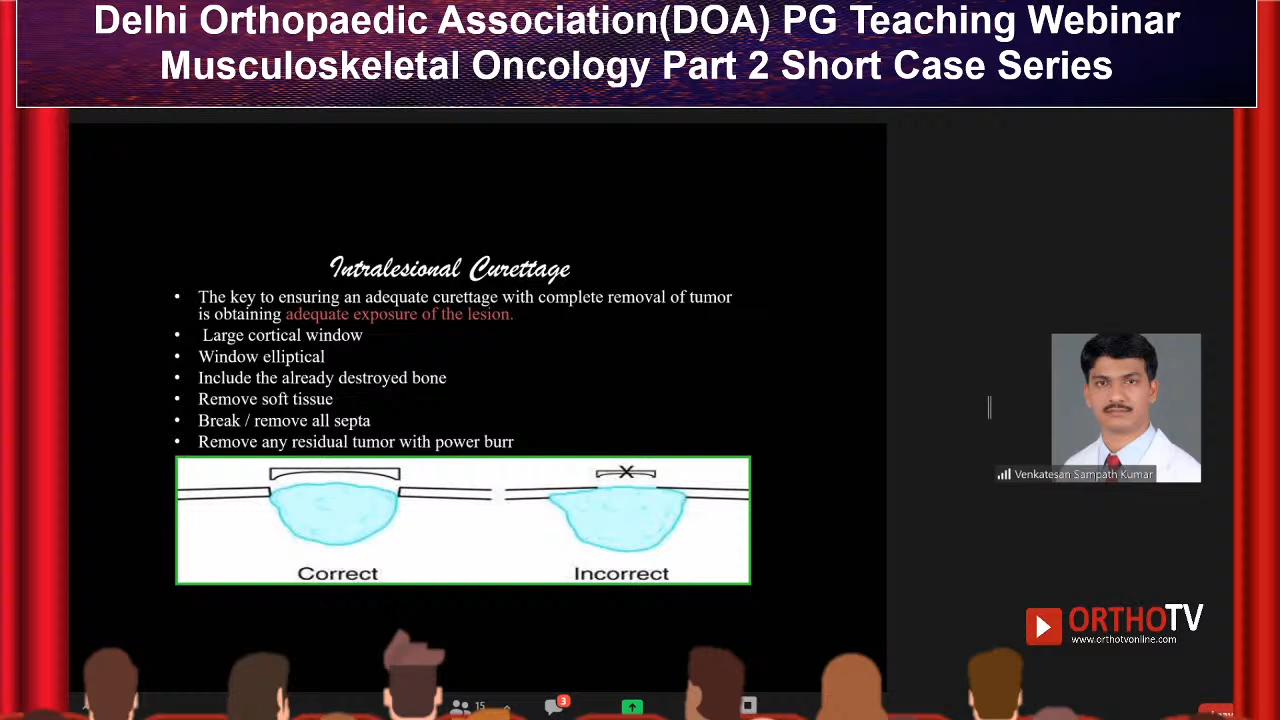 Delhi Orthopaedic Association(DOA) PG Teaching Webinar
Musculoskeletal Oncology Part 2 Short Case Series
Intralesional Curettage
• The key to ensuring an adequate curettage with complete removal of tumor
is obtaining adequate exposure of the lesion.
• Large cortical window
• Window elliptical
• Include the already destroyed bone
• Remove soft tissue
• Break / remove all septa
• Remove any residual tumor with power burr
Correct
Incorrect
Venkatesan Sampath Kumar
ORTHOTV
www.orthotvonline.com
15
3